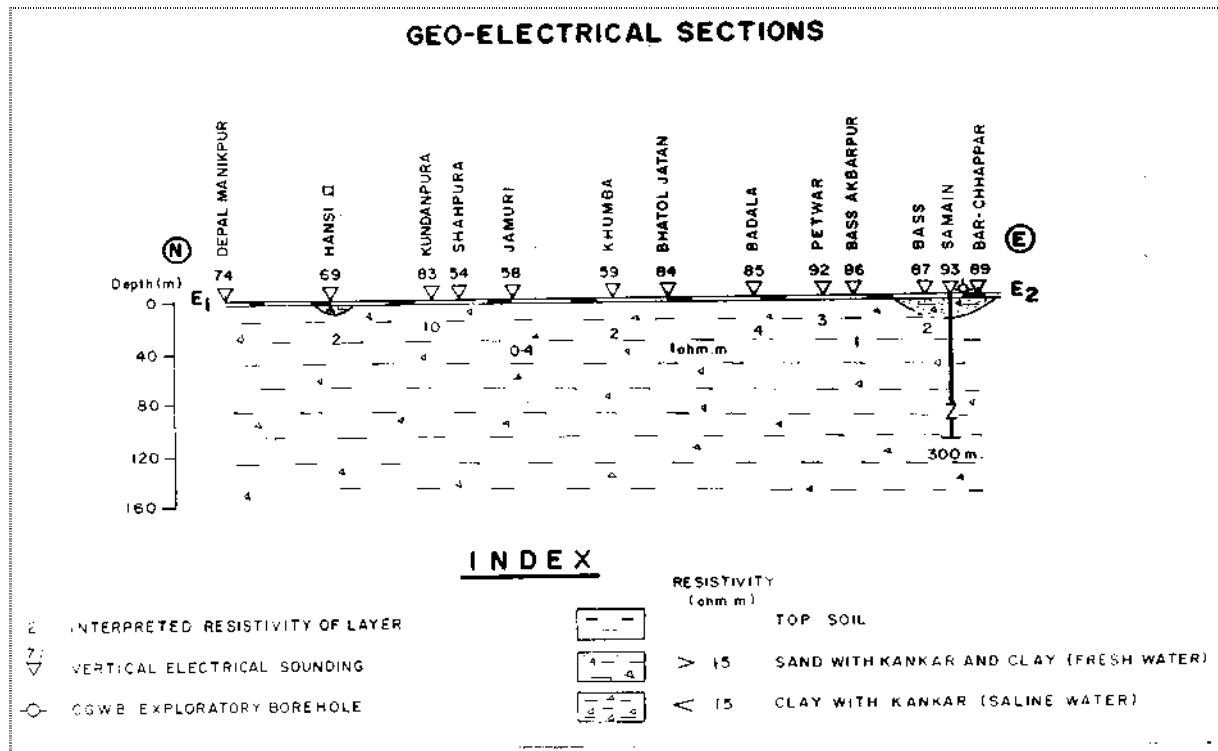 GEO-ELECTRICAL SECTIONS
DEPAL MANIKPUR
HANSI II
KUNDANPURA
SHAHPURA
JAMURI
KHUMBA
BHATOL JATAN
BADALA
PETWAR
BASS AKBARPUR
BASS
SAMAIN
BAR-CHHAPPAR
N
E
74 69 83 54 58 59 84 85 92 86 87 93 89
Depth(m)
E1
E2
0
40
80
120
160
2 10 0.4 2 1ohm.m 4 3 1 2
300 m.
INDEX
RESISTIVITY
(ohm m)
2 INTERPRETED RESISTIVITY OF LAYER
TOP SOIL
VERTICAL ELECTRICAL SOUNDING
> 15 SAND WITH KANKAR AND CLAY (FRESH WATER)
CGWB EXPLORATORY BOREHOLE
< 15 CLAY WITH KANKAR (SALINE WATER)